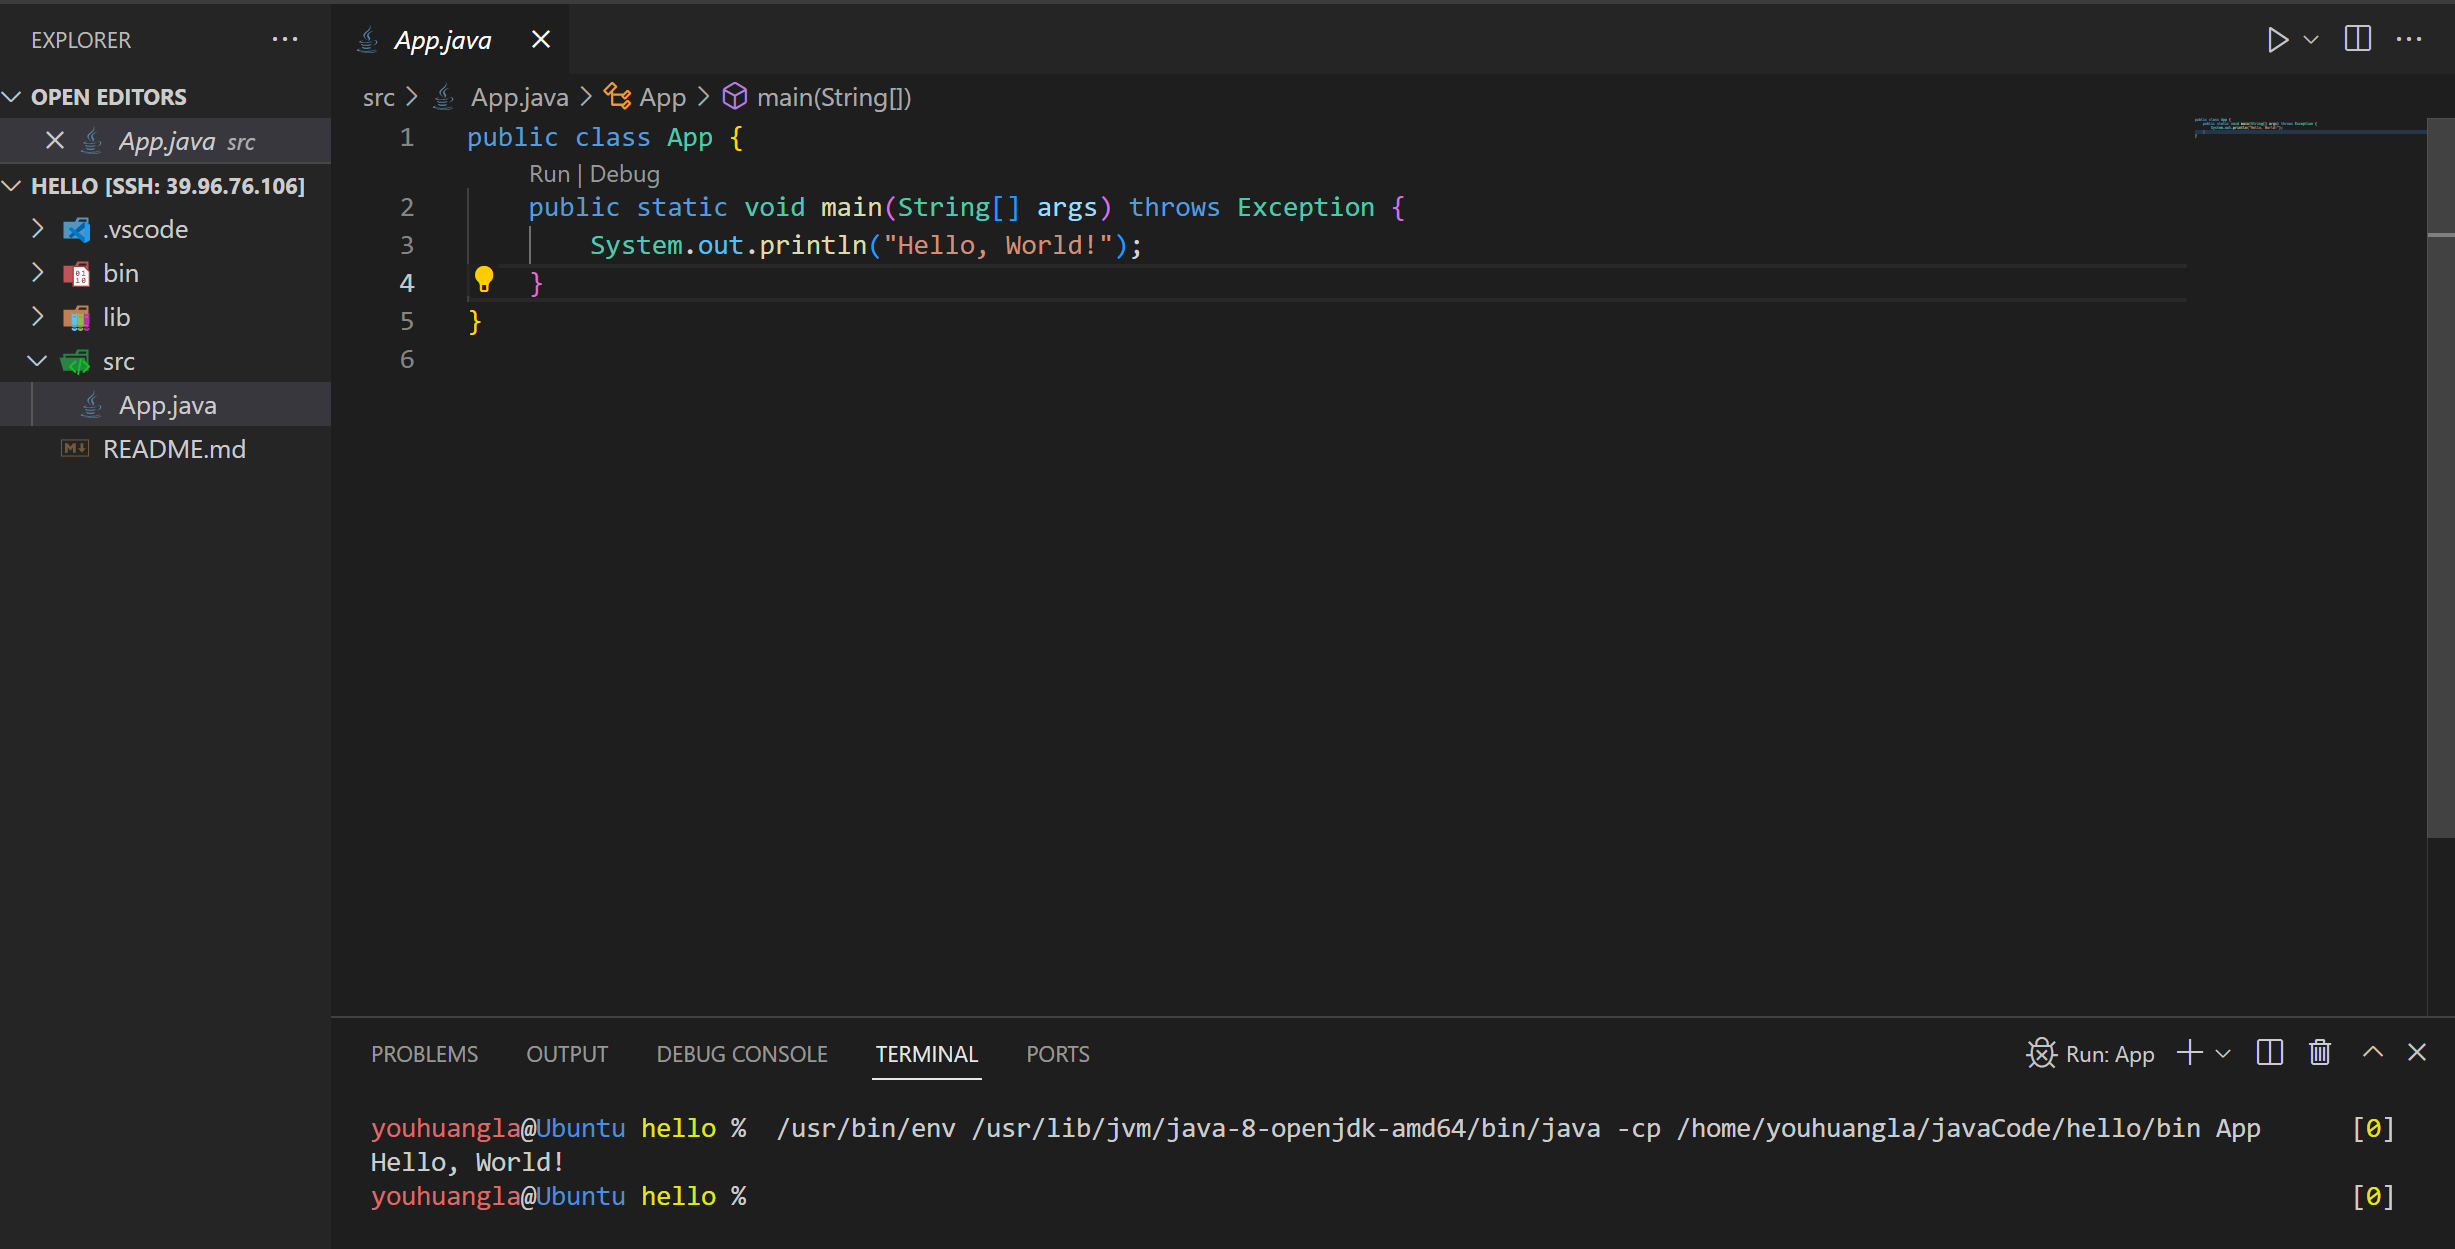 EXPLORER
OPEN EDITORS
App.java src
HELLO [SSH: 39.96.76.106]
.vscode
bin
lib
src
App.java
README.md
App.java
src > App.java > App > main(String[])
1 public class App {
Run | Debug
2 public static void main(String[] args) throws Exception {
3 System.out.println("Hello, World!");
4 }
5 }
6
PROBLEMS OUTPUT DEBUG CONSOLE TERMINAL PORTS
Run: App
youhuangla@Ubuntu hello % /usr/bin/env /usr/lib/jvm/java-8-openjdk-amd64/bin/java -cp /home/youhuangla/javaCode/hello/bin App [0]
Hello, World!
youhuangla@Ubuntu hello % [0]